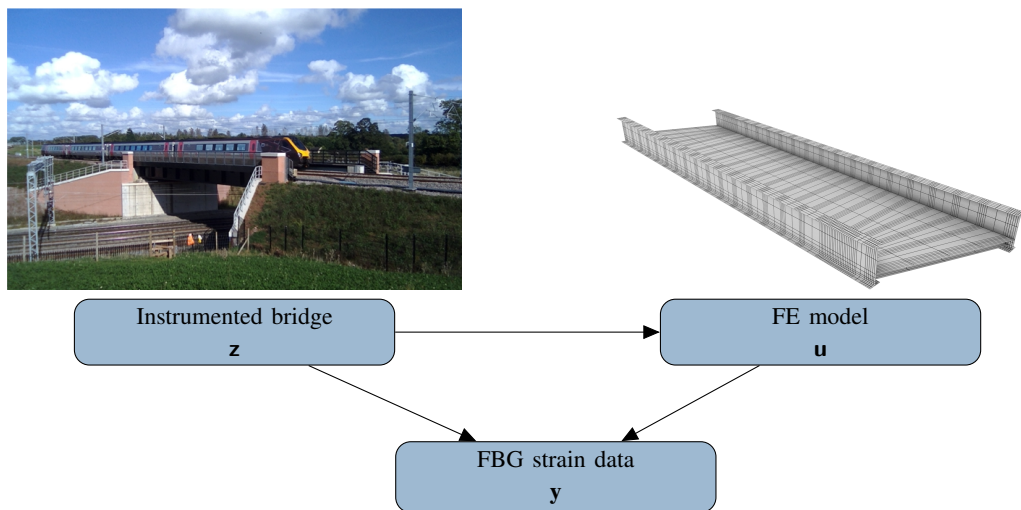 Instrumented bridge
z
FE model
u
FBG strain data
y